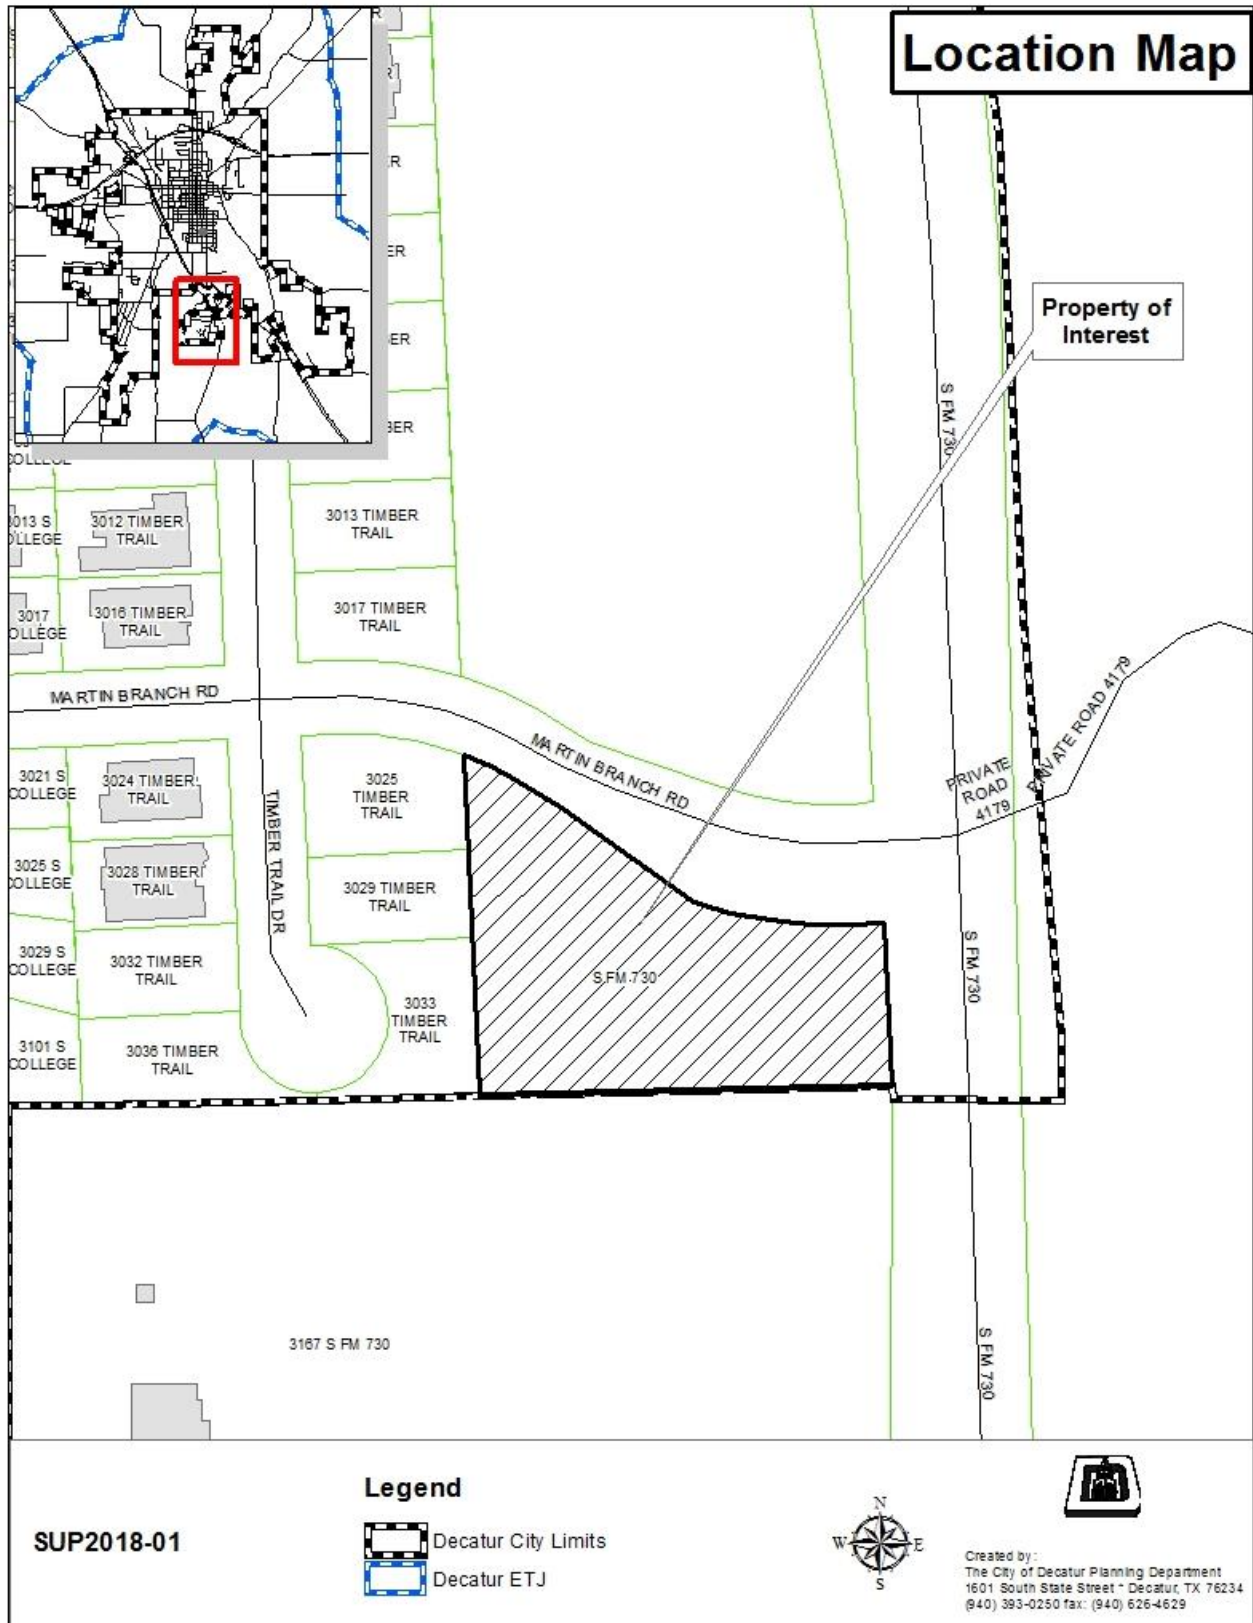 Location Map
Property of
Interest
R
R
R
ER
ER
BER
COLLEGE
3013 S
OLLEGE
3012 TIMBER
TRAIL
3013 TIMBER
TRAIL
S FM 730
3017
OLLEGE
3016 TIMBER
TRAIL
3017 TIMBER
TRAIL
MARTIN BRANCH RD
MARTIN BRANCH RD
PRIVATE ROAD 4179
PRIVATE
ROAD
4179
3021 S
COLLEGE
3024 TIMBER
TRAIL
TIMBER TRAIL DR
3025
TIMBER
TRAIL
3025 S
COLLEGE
3028 TIMBER
TRAIL
3029 TIMBER
TRAIL
3029 S
COLLEGE
3032 TIMBER
TRAIL
S FM 730
S FM 730
3033
TIMBER
TRAIL
3101 S
COLLEGE
3036 TIMBER
TRAIL
3167 S FM 730
S FM 730
Legend
SUP2018-01
Decatur City Limits
Decatur ETJ
N
W E
S
Created by:
The City of Decatur Planning Department
1601 South State Street * Decatur, TX 76234
(940) 393-0250 fax: (940) 626-4629